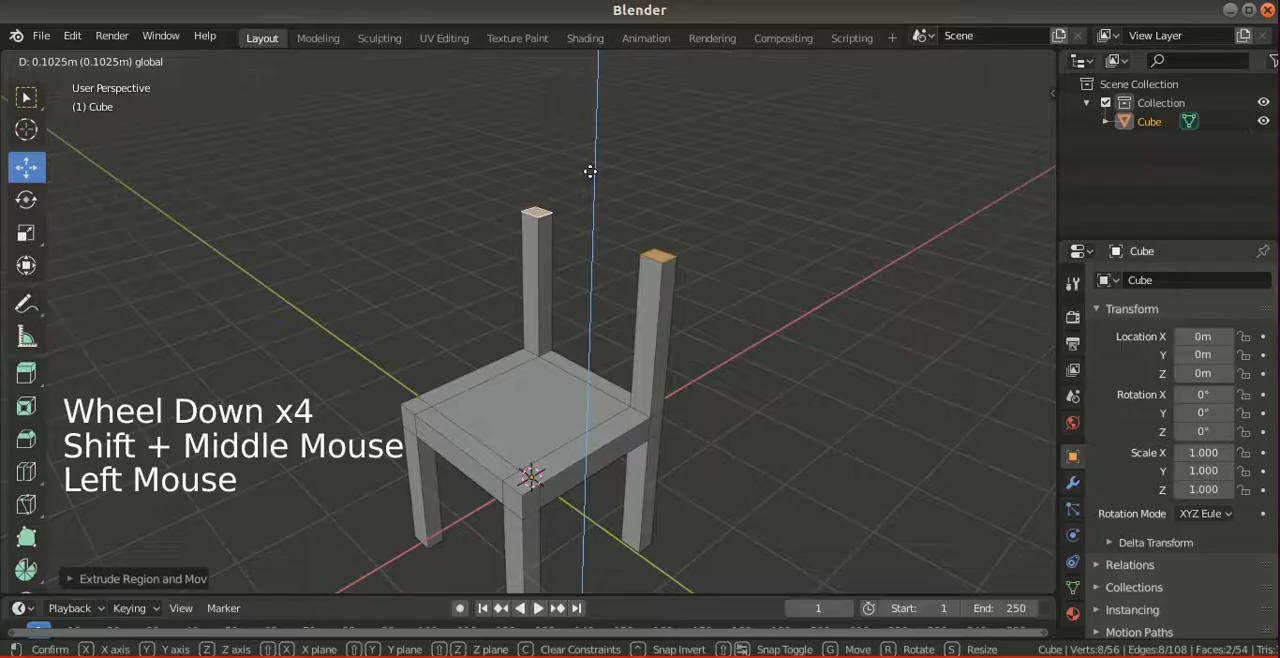 Blender
File Edit Render Window Help
Layout Modeling Sculpting UV Editing Texture Paint Shading Animation Rendering Compositing Scripting +
Scene
View Layer
D: 0.1025m (0.1025m) global
User Perspective
(1) Cube
Scene Collection
Collection
Cube
Cube
Cube
Transform
Location X 0m
Y 0m
Z 0m
Rotation X 0°
Y 0°
Z 0°
Scale X 1.000
Y 1.000
Z 1.000
Rotation Mode XYZ Eule
Delta Transform
Relations
Collections
Instancing
Motion Paths
Wheel Down x4
Shift + Middle Mouse
Left Mouse
Extrude Region and Mov
Playback Keying View Marker
1
Start: 1
End: 250
Confirm X X axis Y Y axis Z Z axis X X plane Y Y plane Z Z plane C Clear Constraints ^ Snap Invert Snap Toggle G Move R Rotate S Resize
Cube | Verts:8/56 | Edges:8/108 | Faces:2/54 | Tris: